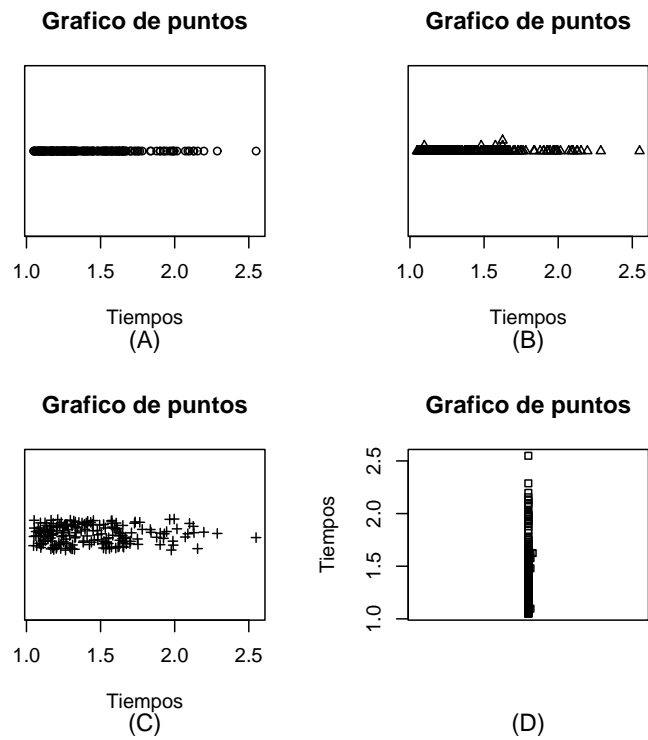 Grafico de puntos
1.0 1.5 2.0 2.5
Tiempos
(A)
Grafico de puntos
1.0 1.5 2.0 2.5
Tiempos
(B)
Grafico de puntos
1.0 1.5 2.0 2.5
Tiempos
(C)
Grafico de puntos
Tiempos
1.0 1.5 2.0 2.5
(D)